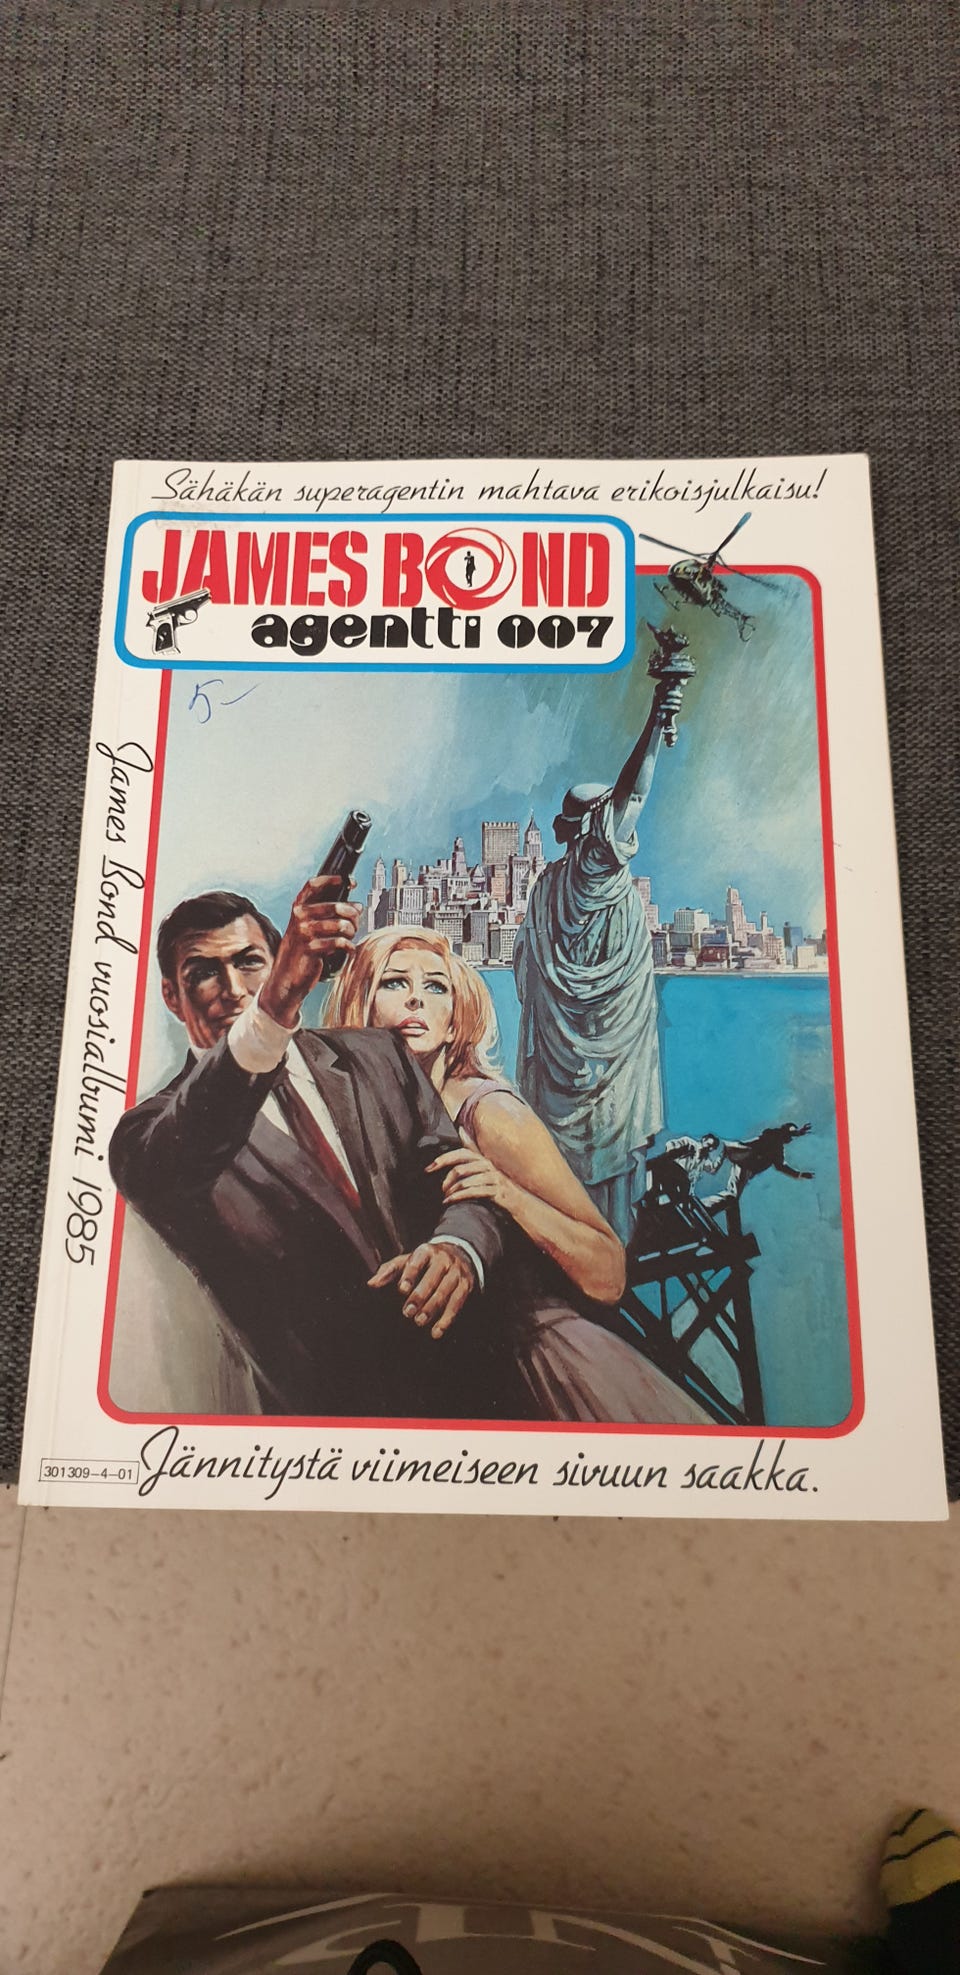 Sähäkän superagentin mahtava erikoisjulkaisu!
JAMES BOND
agentti 007
5-
James Bond vuosialbumi 1985
301309-4-01
Jännitystä viimeiseen sivuun saakka.